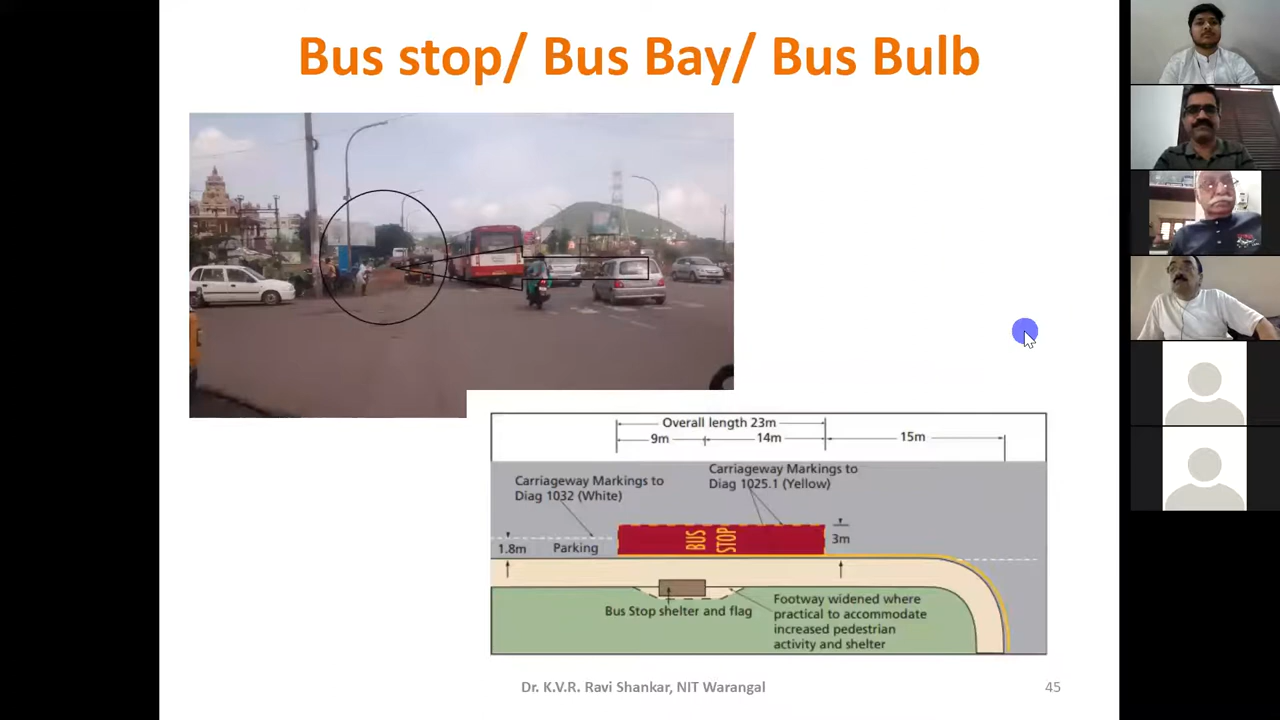 Bus stop/ Bus Bay/ Bus Bulb
Overall length 23m
9m
14m
15m
Carriageway Markings to
Diag 1032 (White)
Carriageway Markings to
Diag 1025.1 (Yellow)
1.8m
Parking
BUS
STOP
3m
Bus Stop shelter and flag
Footway widened where
practical to accommodate
increased pedestrian
activity and shelter
Dr. K.V.R. Ravi Shankar, NIT Warangal
45